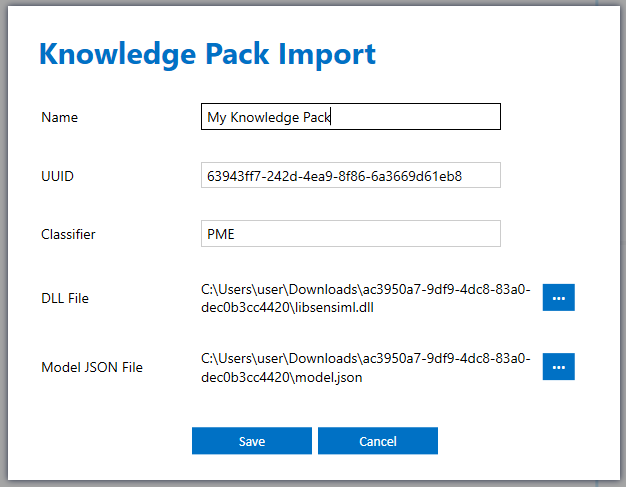 Knowledge Pack Import
Name
My Knowledge Pack
UUID
63943ff7-242d-4ea9-8f86-6a3669d61eb8
Classifier
PME
DLL File
C:\Users\user\Downloads\ac3950a7-9df9-4dc8-83a0-
dec0b3cc4420\libsensiml.dll
...
Model JSON File
C:\Users\user\Downloads\ac3950a7-9df9-4dc8-83a0-
dec0b3cc4420\model.json
...
Save
Cancel